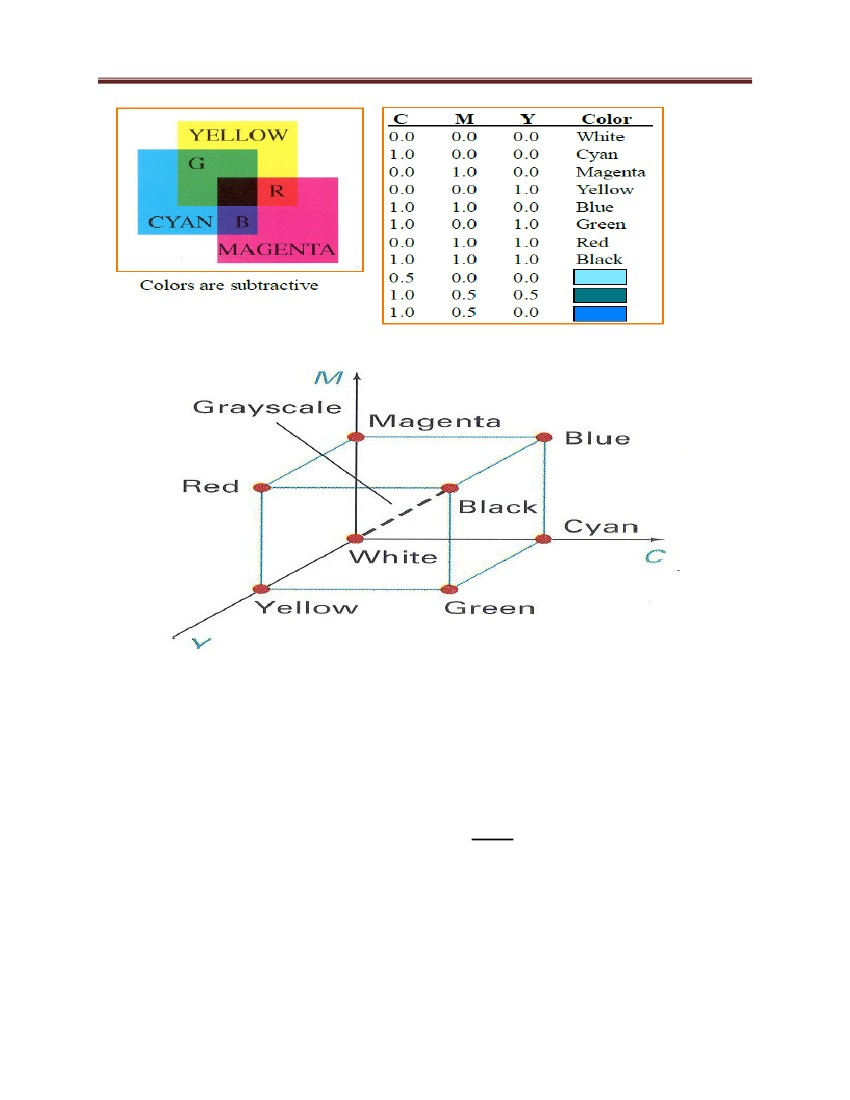 YELLOW
G
R
CYAN B
MAGENTA
Colors are subtractive
C M Y Color
0.0 0.0 0.0 White
1.0 0.0 0.0 Cyan
0.0 1.0 0.0 Magenta
0.0 0.0 1.0 Yellow
1.0 1.0 0.0 Blue
1.0 0.0 1.0 Green
0.0 1.0 1.0 Red
1.0 1.0 1.0 Black
0.5 0.0 0.0
1.0 0.5 0.5
1.0 0.5 0.0
M
Grayscale
Magenta
Blue
Red
Black
Cyan
White
C
Yellow
Green
Y